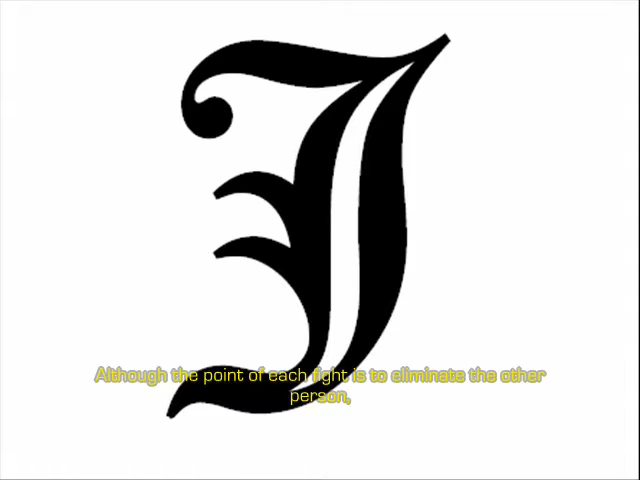 Although the point of each fight is to eliminate the other
person,